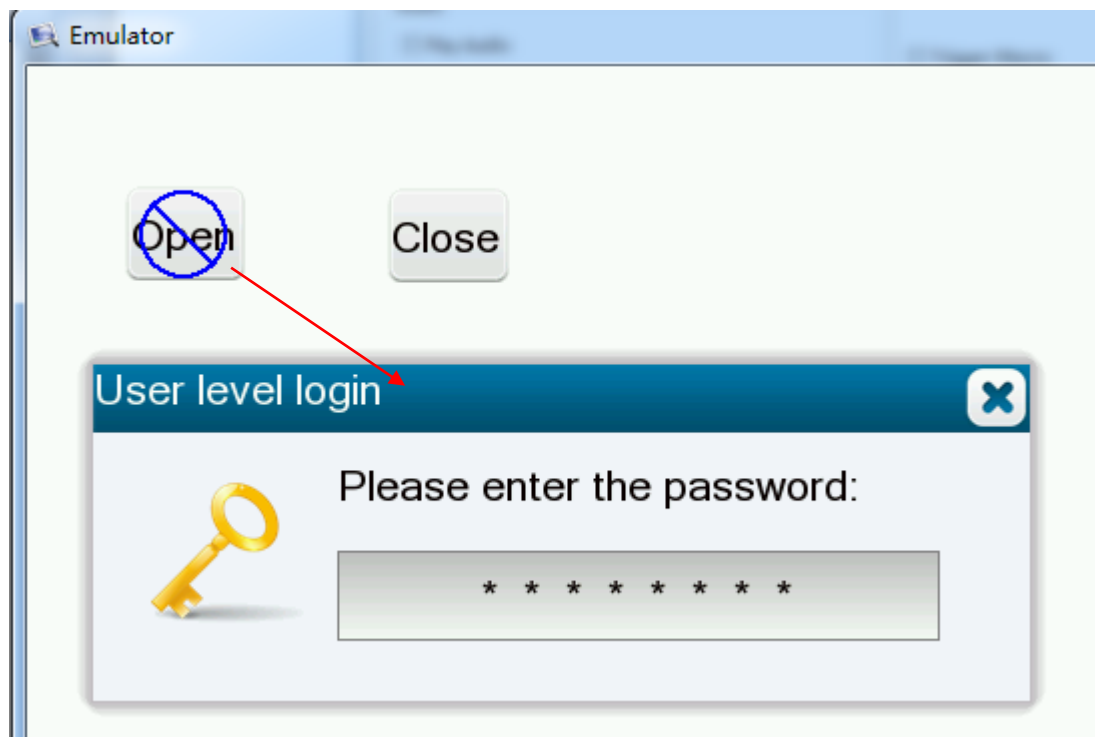 Emulator
Open
Close
User level login
Please enter the password:
* * * * * * * *